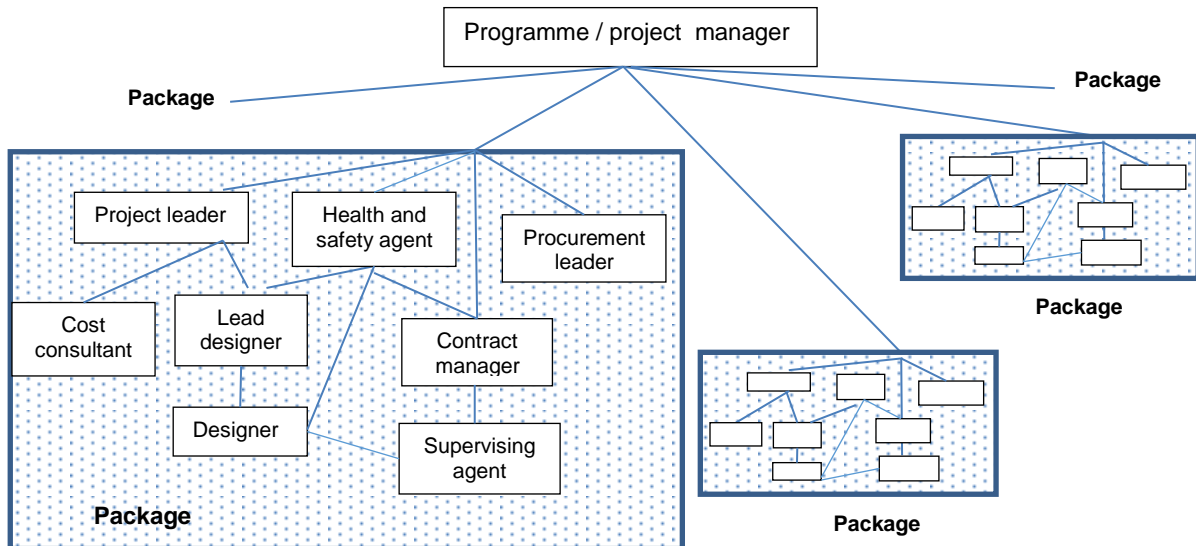 Programme / project  manager
Package
Package
Project leader
Health and
safety agent
Procurement
leader
Cost
consultant
Lead
designer
Contract
manager
Designer
Supervising
agent
Package
Package
Package